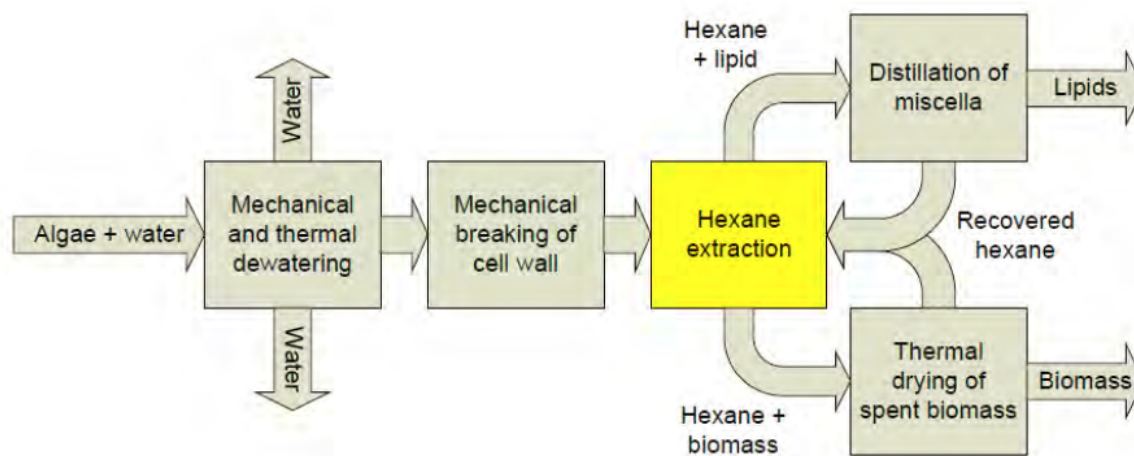 Hexane
+ lipid
Distillation of
miscella
Lipids
Water
Algae + water
Mechanical
and thermal
dewatering
Mechanical
breaking of
cell wall
Hexane
extraction
Recovered
hexane
Water
Hexane +
biomass
Thermal
drying of
spent biomass
Biomass